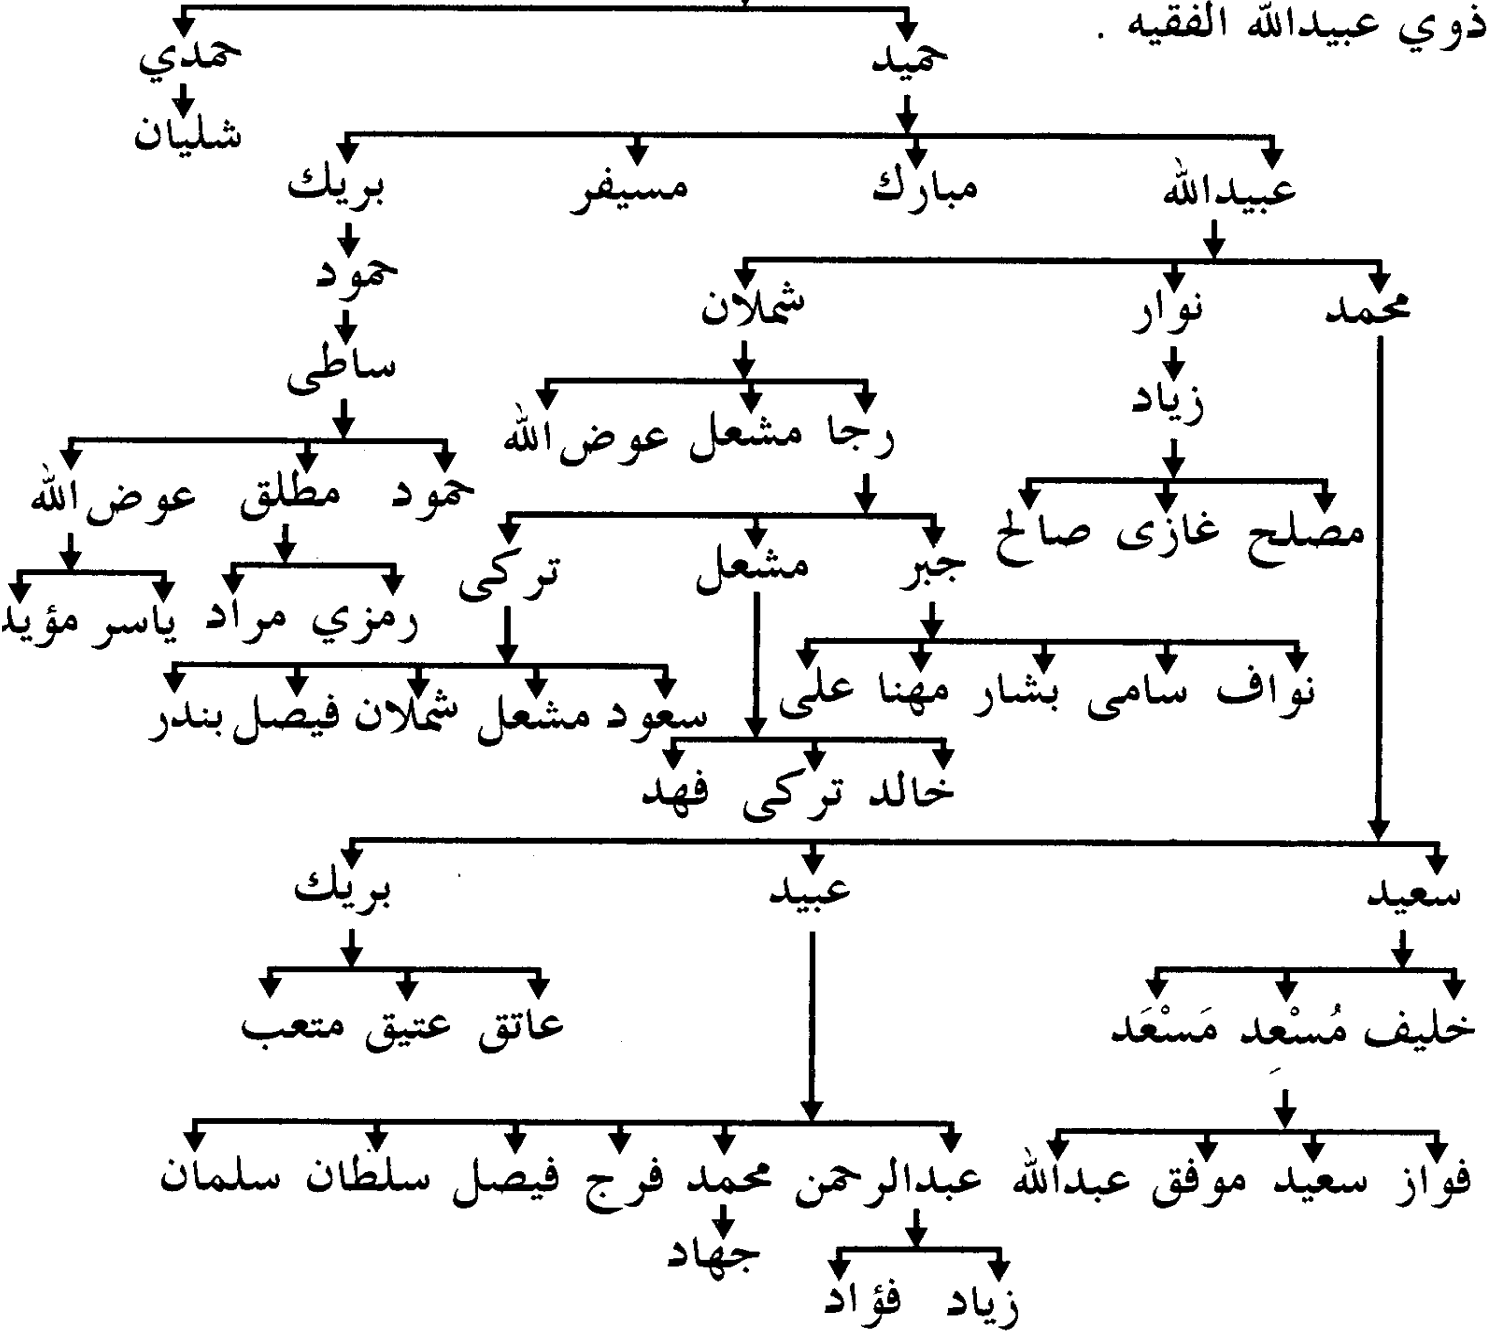 ذوي عبيدالله الفقيه .
حميد حمدي
شليان
عبيدالله مبارك مسيفر بريك
حمود
محمد نوار شملان
ساطى
زياد
رجا مشعل عوض الله
حمود مطلق عوض الله
مصلح غازى صالح
جبر مشعل تركى
رمزي مراد ياسر مؤيد
نواف سامى بشار مهنا على
سعود مشعل شملان فيصل بندر
خالد تركى فهد
سعيد عبيد بريك
خليف مُسْعِد مَسْعَد عاتق عتيق متعب
فواز سعيد موفق عبدالله عبدالرحمن محمد فرج فيصل سلطان سلمان
جهاد
زياد فؤاد